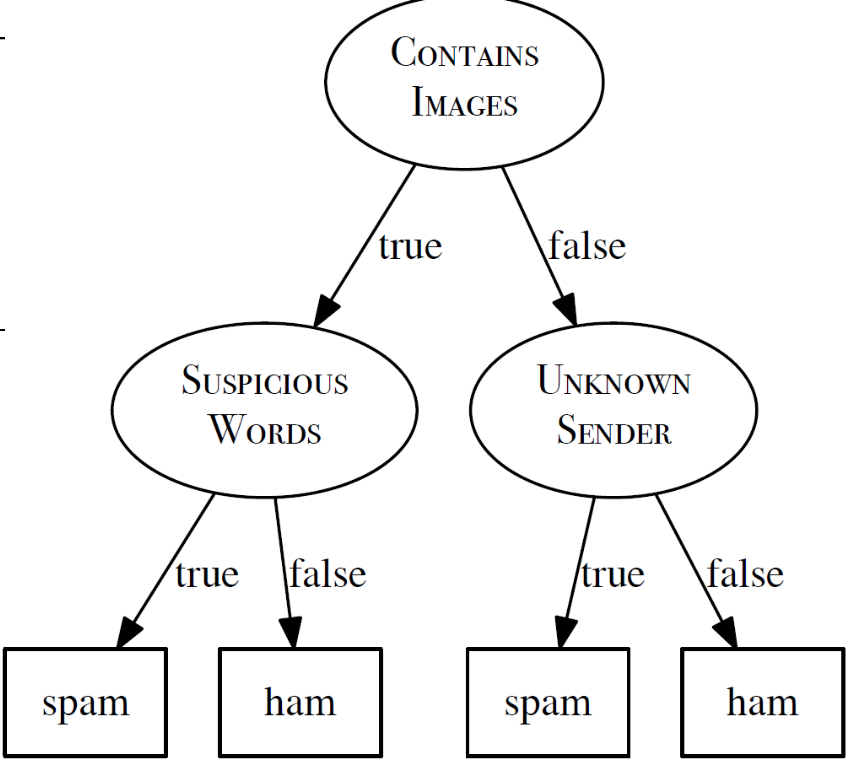 CONTAINS
IMAGES
true
false
SUSPICIOUS
WORDS
UNKNOWN
SENDER
true
false
true
false
spam
ham
spam
ham